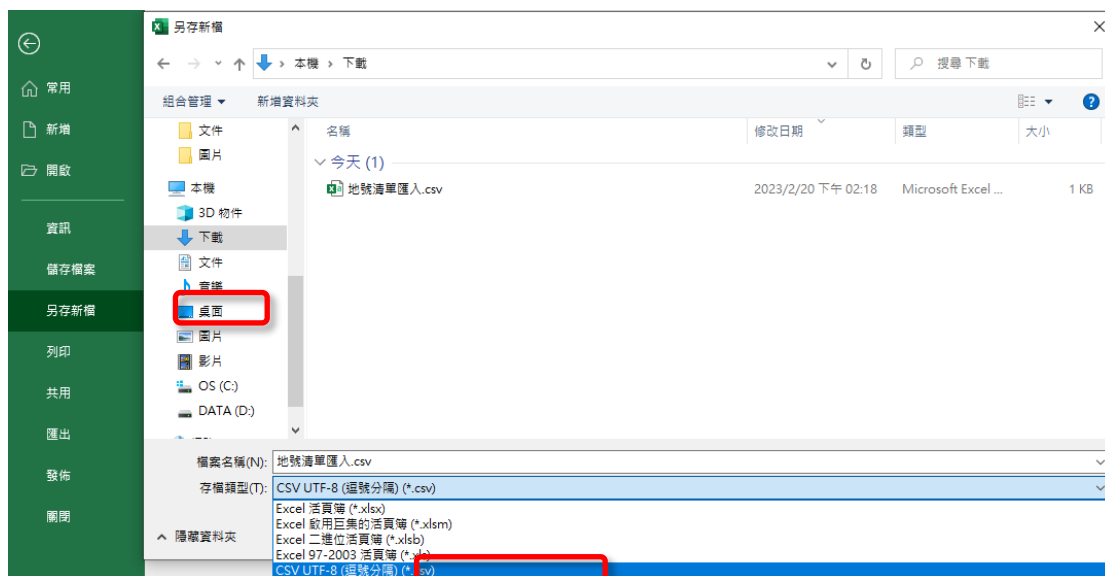 另存新檔
本機 › 下載
搜尋 下載
組合管理
新增資料夾
常用
新增
開啟
資訊
儲存檔案
另存新檔
列印
共用
匯出
發佈
關閉
文件
圖片
本機
3D 物件
下載
文件
音樂
桌面
圖片
影片
OS (C:)
DATA (D:)
名稱
修改日期
類型
大小
今天 (1)
地號清單匯入.csv
2023/2/20 下午 02:18
Microsoft Excel ...
1 KB
檔案名稱(N):
地號清單匯入.csv
存檔類型(T):
CSV UTF-8 (逗號分隔) (*.csv)
Excel 活頁簿 (*.xlsx)
Excel 啟用巨集的活頁簿 (*.xlsm)
Excel 二進位活頁簿 (*.xlsb)
Excel 97-2003 活頁簿 (*.xls)
CSV UTF-8 (逗號分隔) (*.csv)
隱藏資料夾